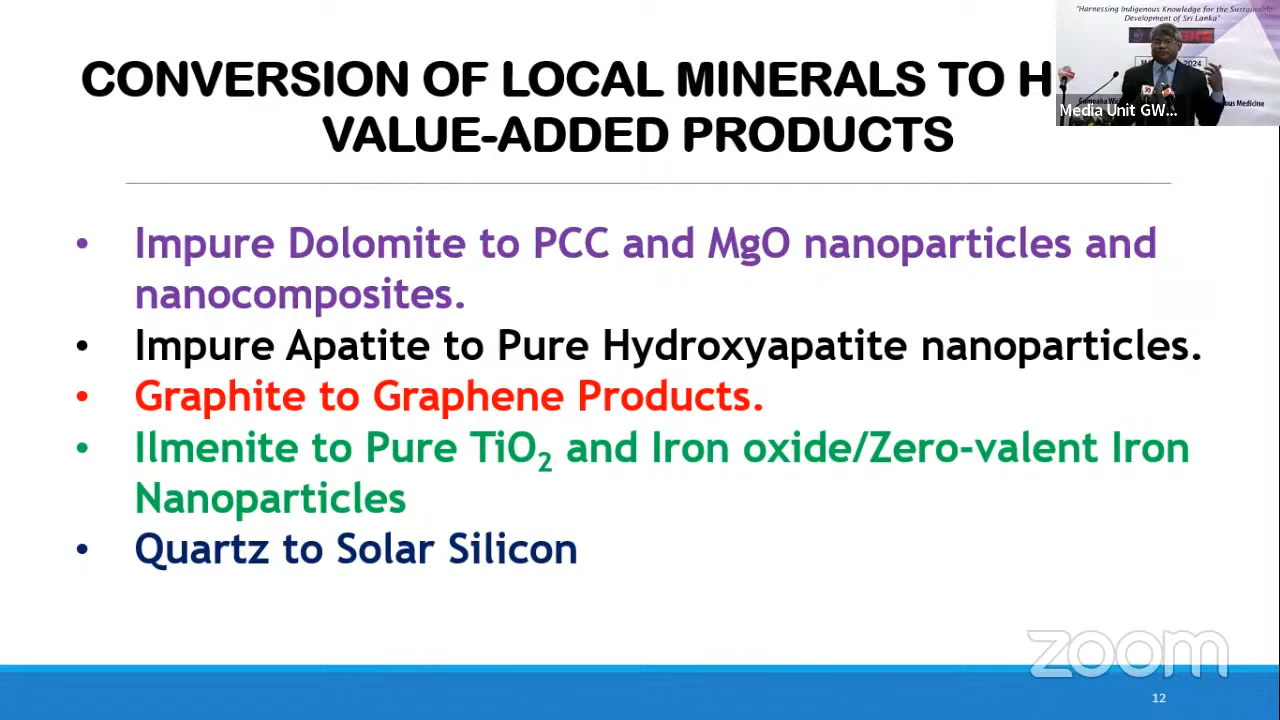 "Harnessing Indigenous Knowledge for the Sustainable
Development of Sri Lanka"
2024
Media Unit GW...
CONVERSION OF LOCAL MINERALS TO H
VALUE-ADDED PRODUCTS
• Impure Dolomite to PCC and MgO nanoparticles and
nanocomposites.
• Impure Apatite to Pure Hydroxyapatite nanoparticles.
• Graphite to Graphene Products.
• Ilmenite to Pure TiO₂ and Iron oxide/Zero-valent Iron
Nanoparticles
• Quartz to Solar Silicon
zoom
12